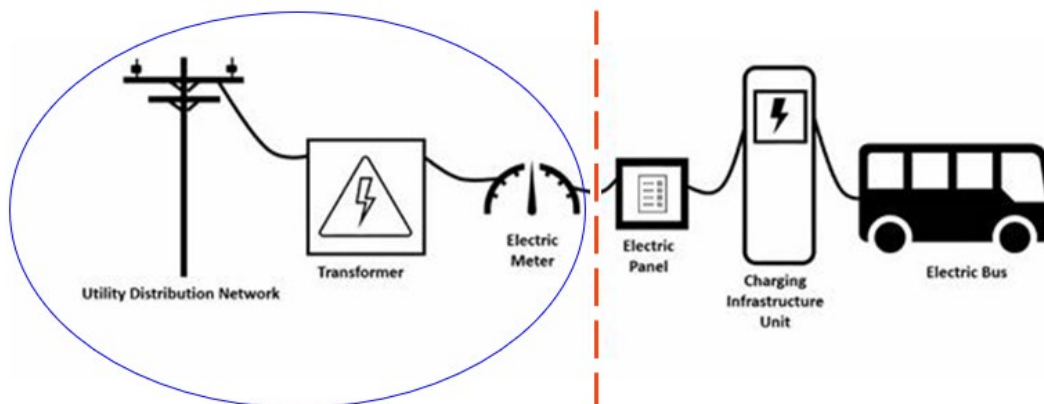 Utility Distribution Network
Transformer
Electric
Meter
Electric
Panel
Charging
Infrastructure
Unit
Electric Bus